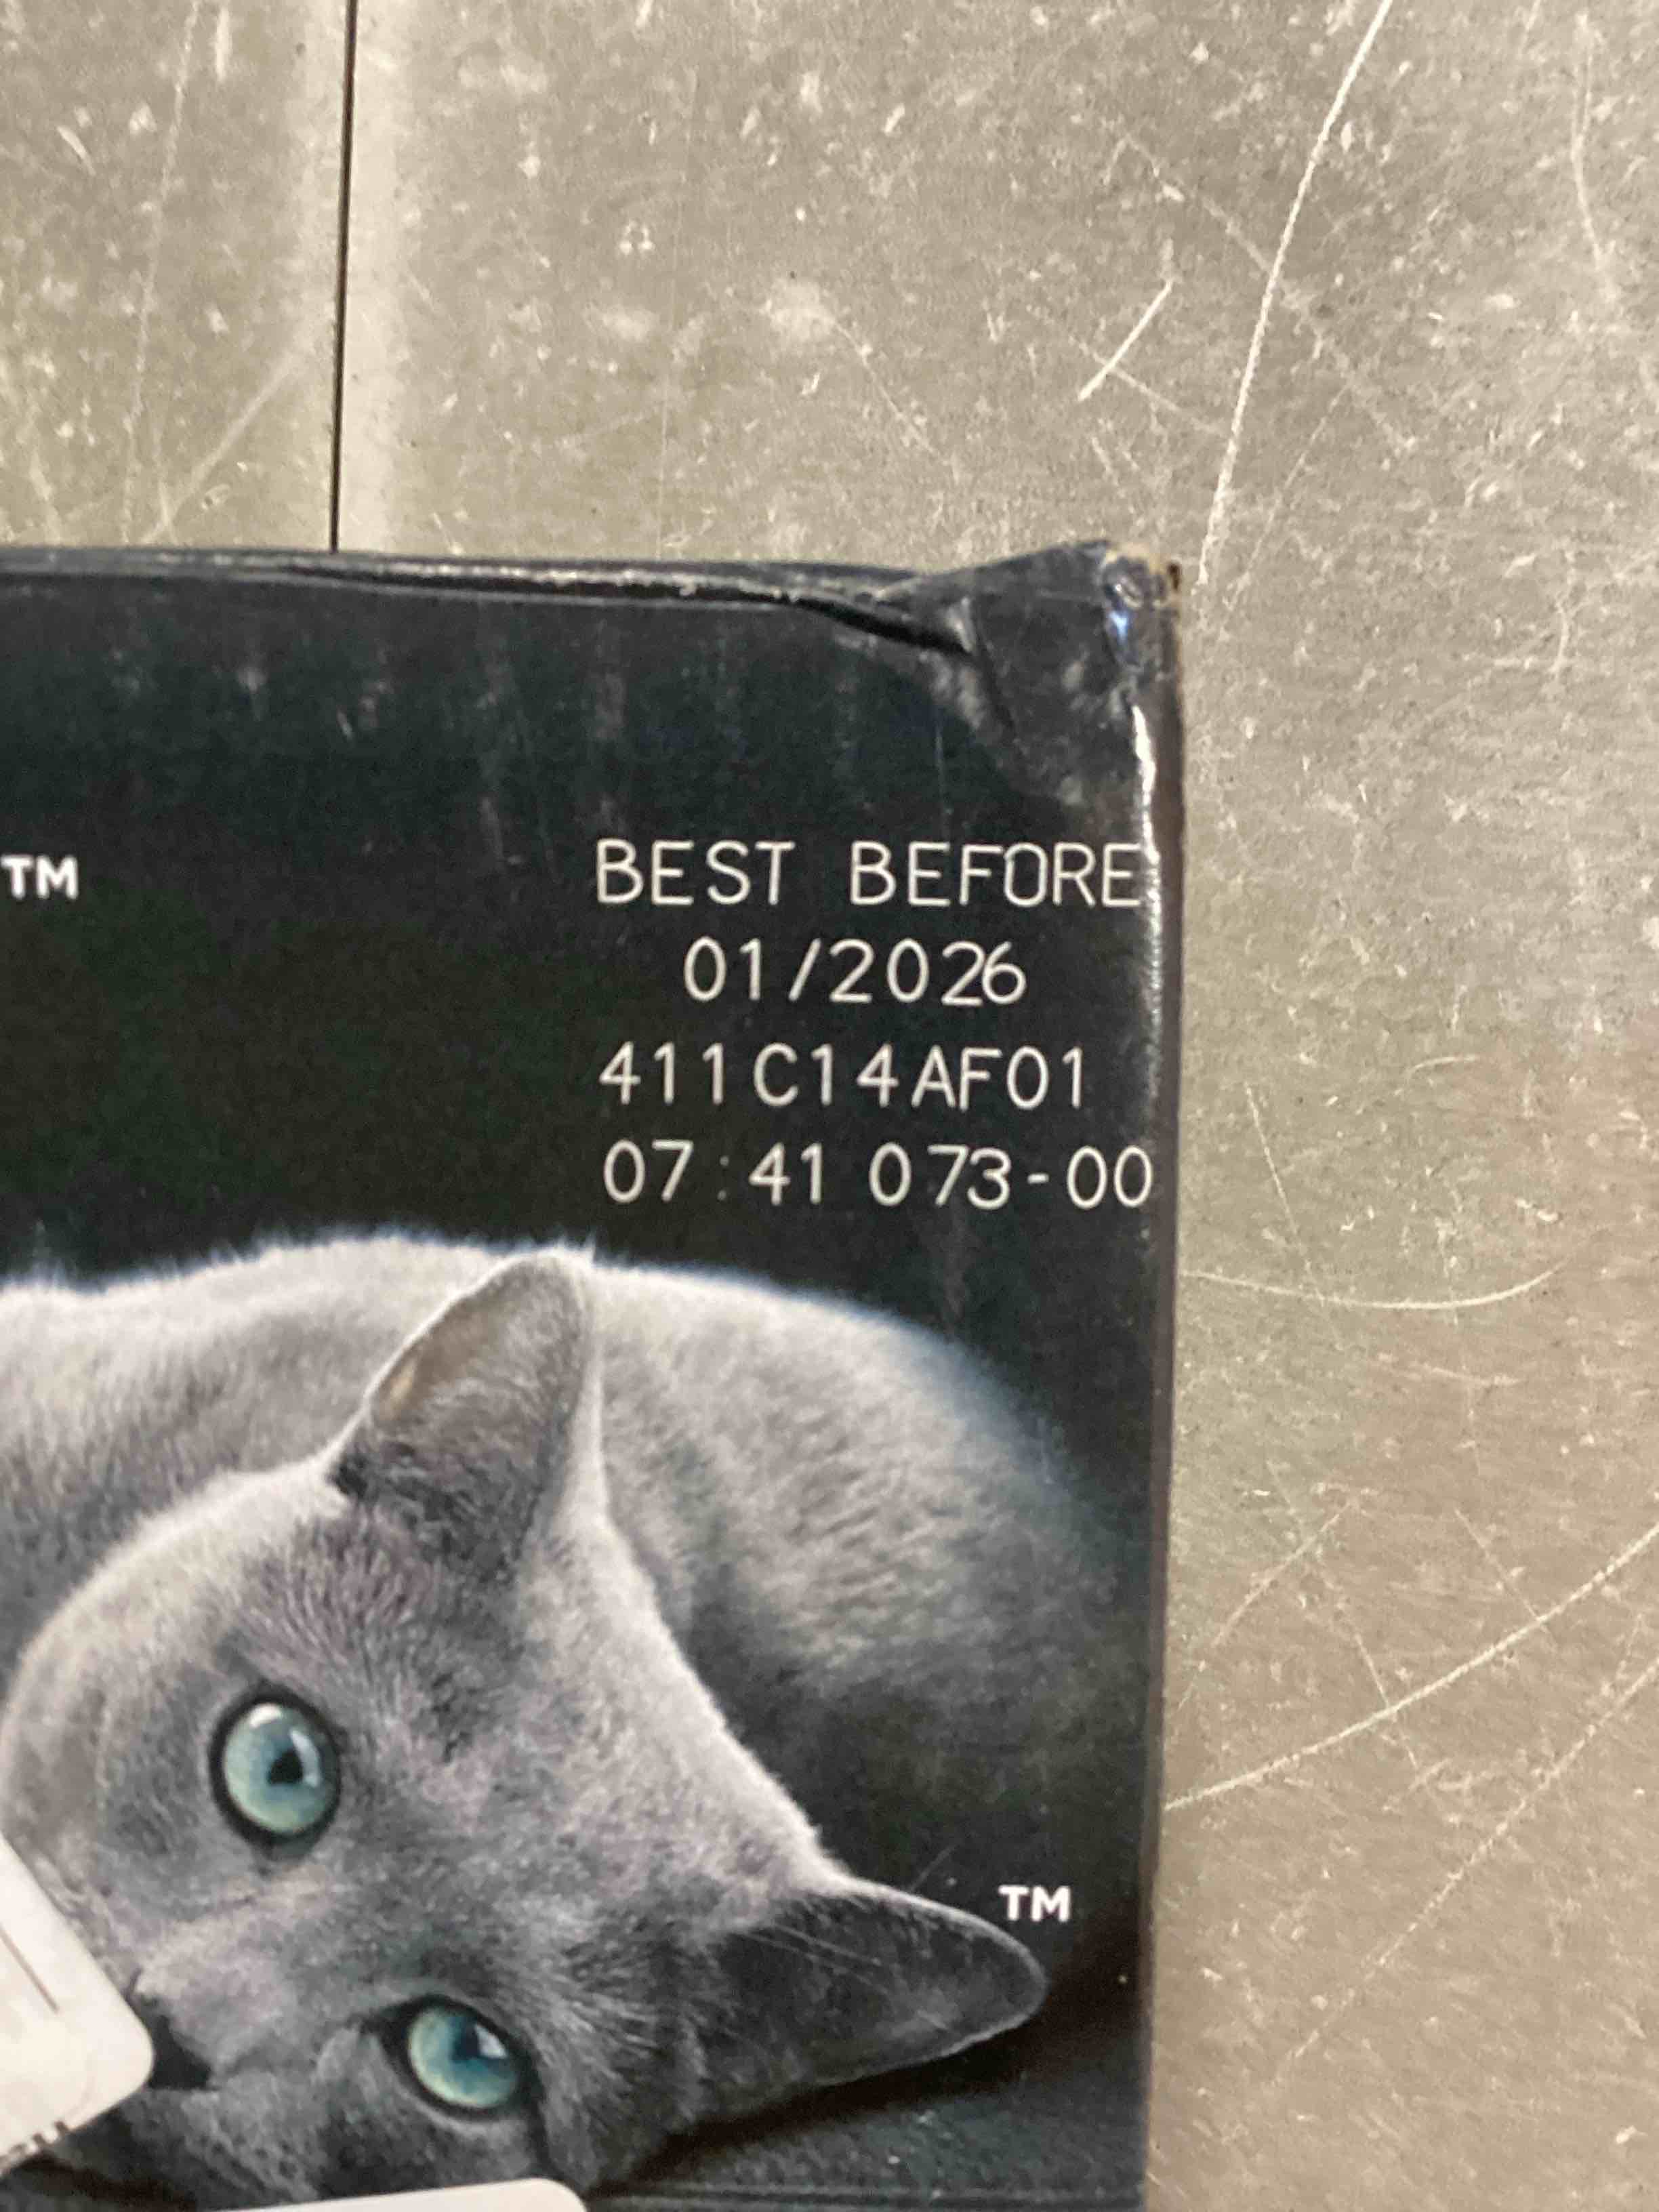 BEST BEFORE
TM
01/2026
411C14AF01
07:41 073-00
TM